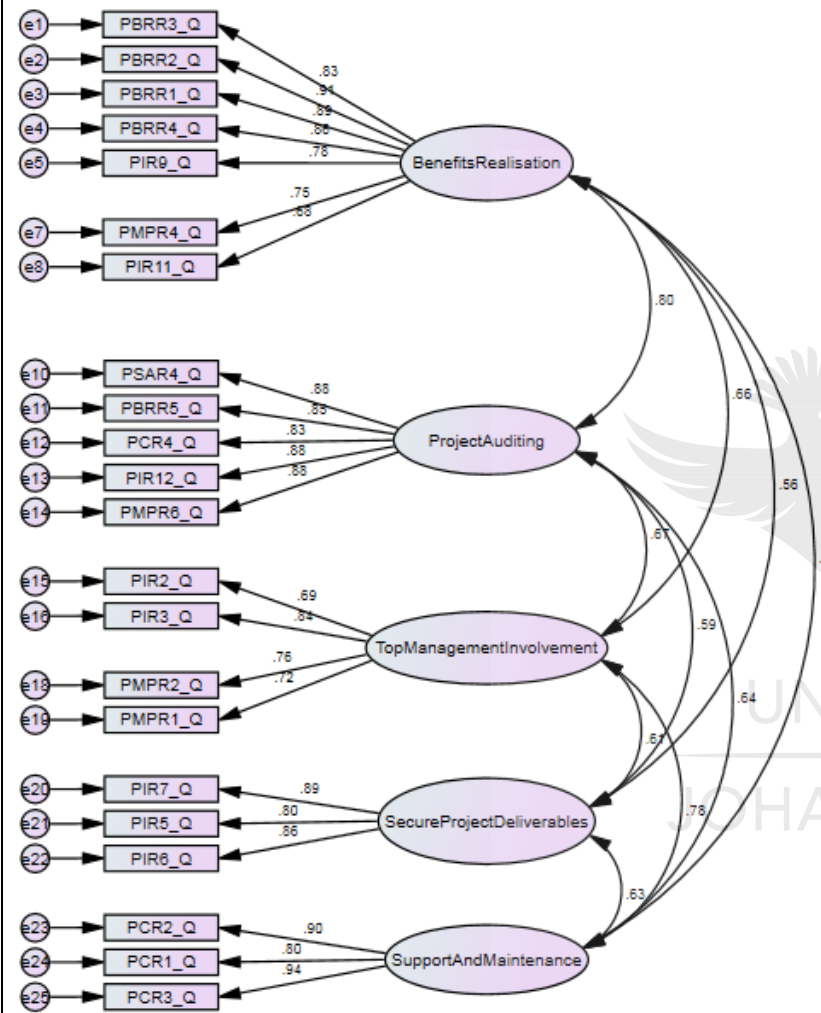 e1 PBRR3_Q
e2 PBRR2_Q
e3 PBRR1_Q
e4 PBRR4_Q
e5 PIR9_Q
e7 PMPR4_Q
e8 PIR11_Q
.83
.91
.89
.86
.78
.75
.68
BenefitsRealisation
.80
.66
.56
e10 PSAR4_Q
e11 PBRR5_Q
e12 PCR4_Q
e13 PIR12_Q
e14 PMPR6_Q
.88
.83
.88
.88
ProjectAuditing
.67
.59
.64
e15 PIR2_Q
e16 PIR3_Q
e18 PMPR2_Q
e19 PMPR1_Q
.69
.84
.76
.72
TopManagementInvolvement
.61
.78
e20 PIR7_Q
e21 PIR5_Q
e22 PIR6_Q
.89
.80
.86
SecureProjectDeliverables
.63
e23 PCR2_Q
e24 PCR1_Q
e25 PCR3_Q
.90
.80
.94
SupportAndMaintenance
UN
JOHA